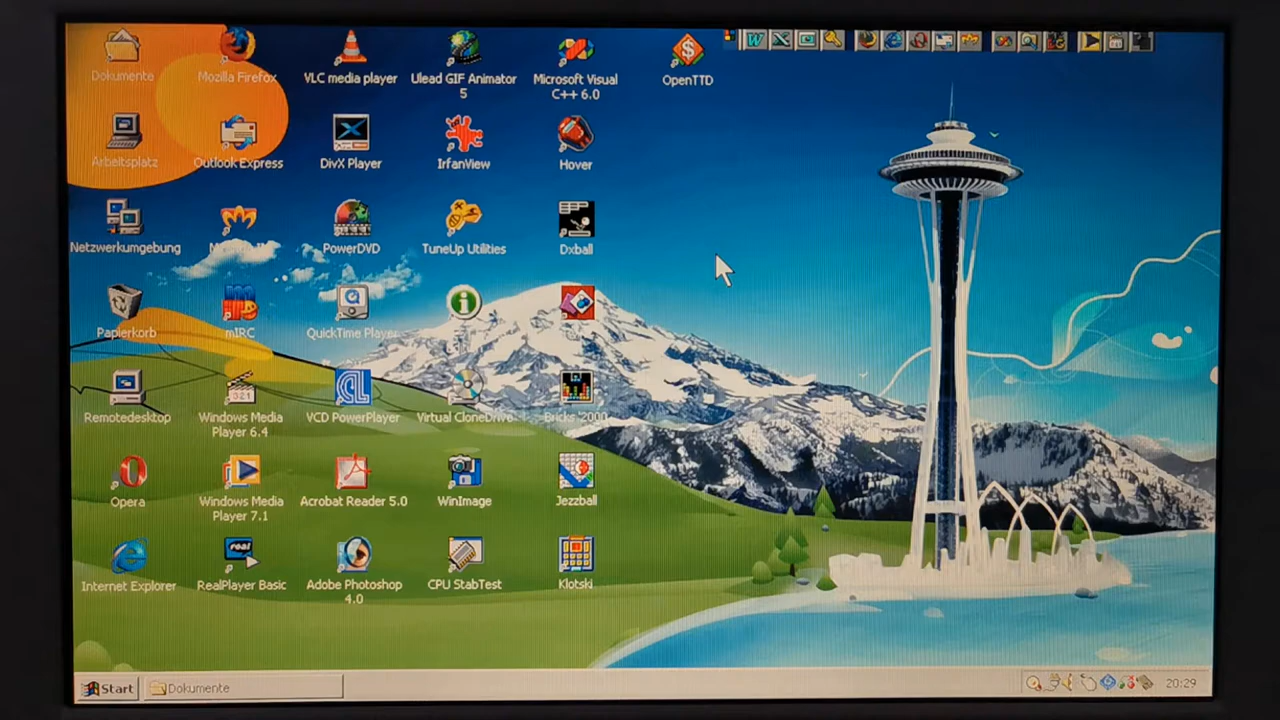 Dokumente
Mozilla Firefox
VLC media player
Ulead GIF Animator
5
Microsoft Visual
C++ 6.0
OpenTTD
Arbeitsplatz
Outlook Express
DivX Player
IrfanView
Hover
Netzwerkumgebung
PowerDVD
TuneUp Utilities
Dxball
Papierkorb
mIRC
QuickTime Player
Remotedesktop
Windows Media
Player 6.4
VCD PowerPlayer
Virtual CloneDrive
Bricks '2000
Opera
Windows Media
Player 7.1
Acrobat Reader 5.0
WinImage
Jezzball
Internet Explorer
real
RealPlayer Basic
Adobe Photoshop
4.0
CPU StabTest
Klotski
Start
Dokumente
20:29